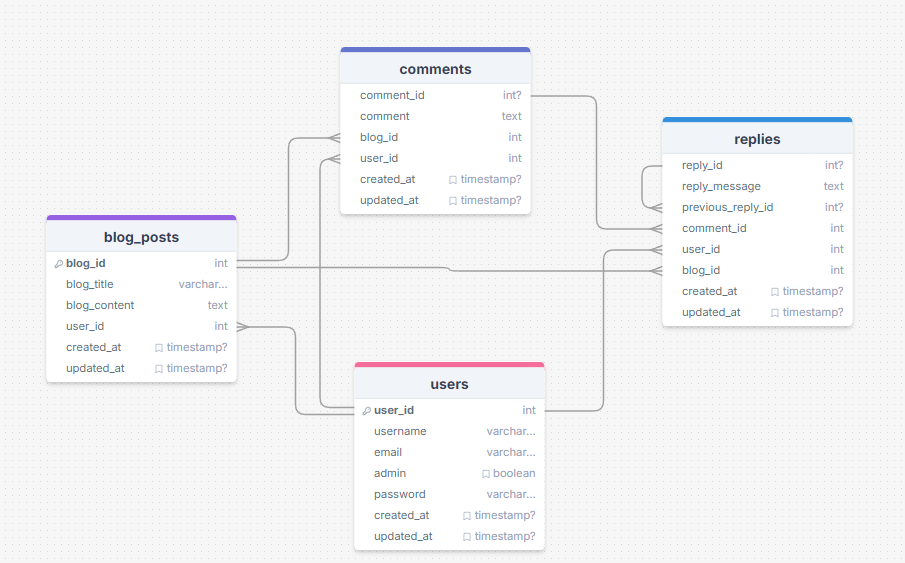 comments
comment_id int?
comment text
blog_id int
user_id int
created_at timestamp?
updated_at timestamp?
replies
reply_id int?
reply_message text
previous_reply_id int?
comment_id int
user_id int
blog_id int
created_at timestamp?
updated_at timestamp?
blog_posts
blog_id int
blog_title varchar...
blog_content text
user_id int
created_at timestamp?
updated_at timestamp?
users
user_id int
username varchar...
email varchar...
admin boolean
password varchar...
created_at timestamp?
updated_at timestamp?